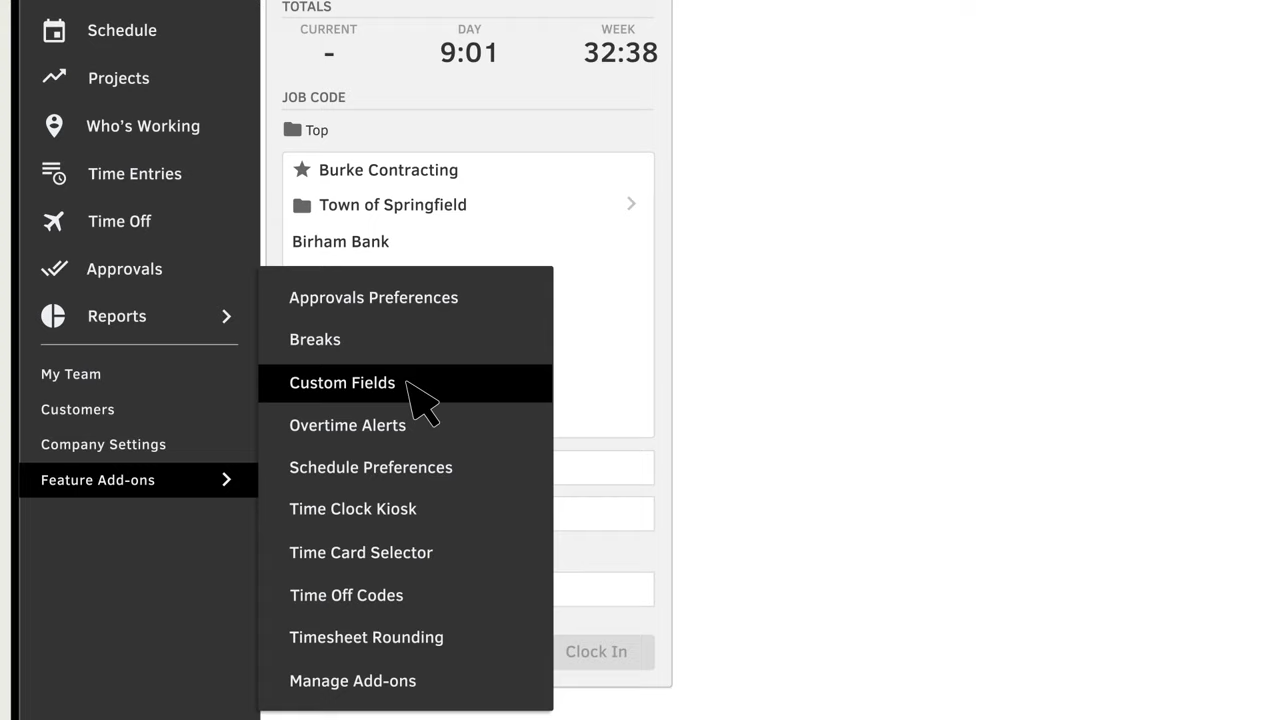 Schedule
Projects
Who's Working
Time Entries
Time Off
Approvals
Reports
My Team
Customers
Company Settings
Feature Add-ons
Approvals Preferences
Breaks
Custom Fields
Overtime Alerts
Schedule Preferences
Time Clock Kiosk
Time Card Selector
Time Off Codes
Timesheet Rounding
Manage Add-ons
TOTALS
CURRENT DAY WEEK
- 9:01 32:38
JOB CODE
Top
Burke Contracting
Town of Springfield
Birham Bank
Clock In